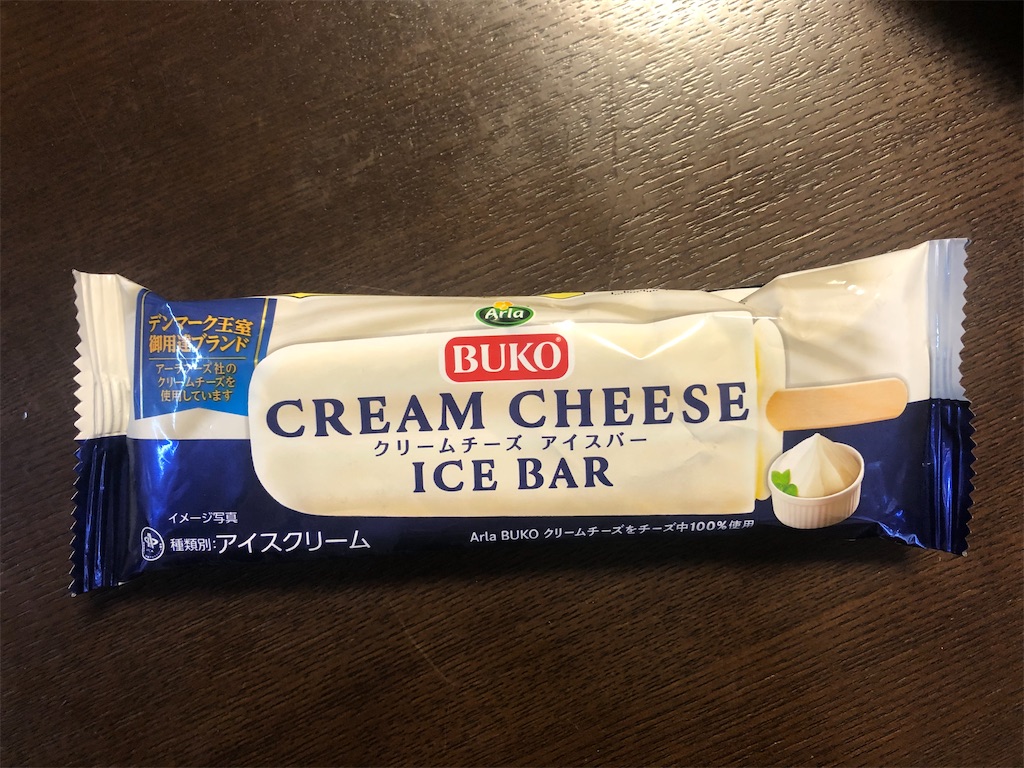 デンマーク王室
御用達ブランド
アーラフーズ社の
クリームチーズを
使用しています
Arla
BUKO®
CREAM CHEESE
クリームチーズ アイスバー
ICE BAR
イメージ写真
種類別:アイスクリーム
Arla BUKO クリームチーズをチーズ中100%使用